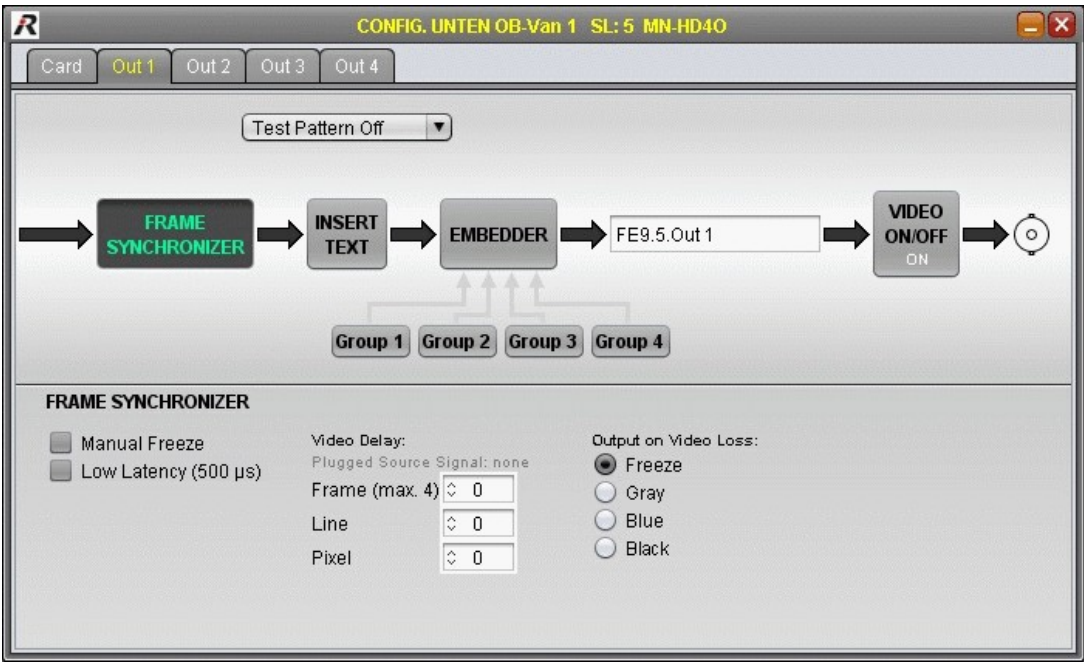 R
CONFIG. UNTEN OB-Van 1 SL: 5 MN-HD4O
Card Out 1 Out 2 Out 3 Out 4
Test Pattern Off
FRAME
SYNCHRONIZER
INSERT
TEXT
EMBEDDER
FE9.5.Out 1
VIDEO
ON/OFF
ON
Group 1 Group 2 Group 3 Group 4
FRAME SYNCHRONIZER
Manual Freeze
Low Latency (500 µs)
Video Delay:
Plugged Source Signal: none
Frame (max. 4) 0
Line 0
Pixel 0
Output on Video Loss:
Freeze
Gray
Blue
Black